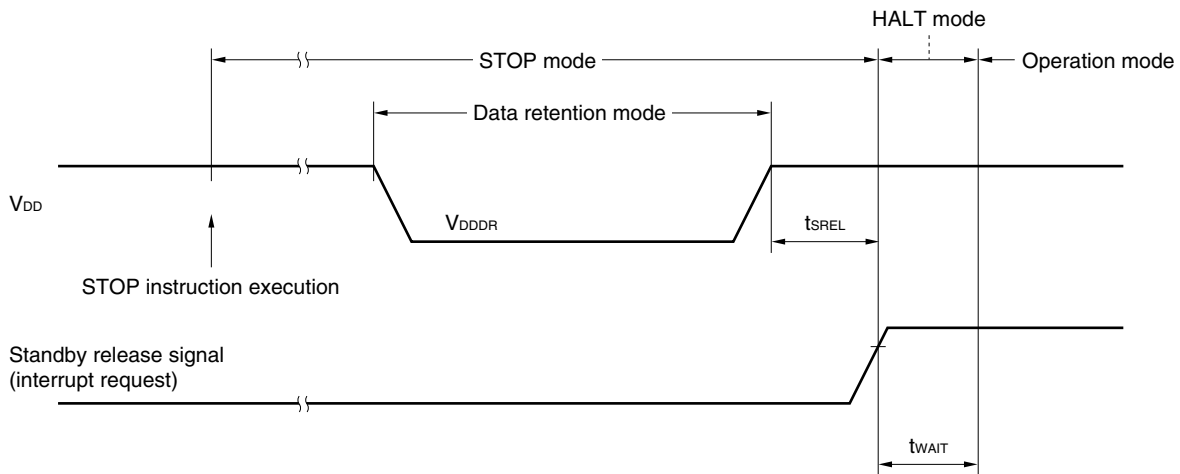 HALT mode
STOP mode
Operation mode
Data retention mode
VDD
VDDDR
tSREL
STOP instruction execution
Standby release signal
(interrupt request)
tWAIT